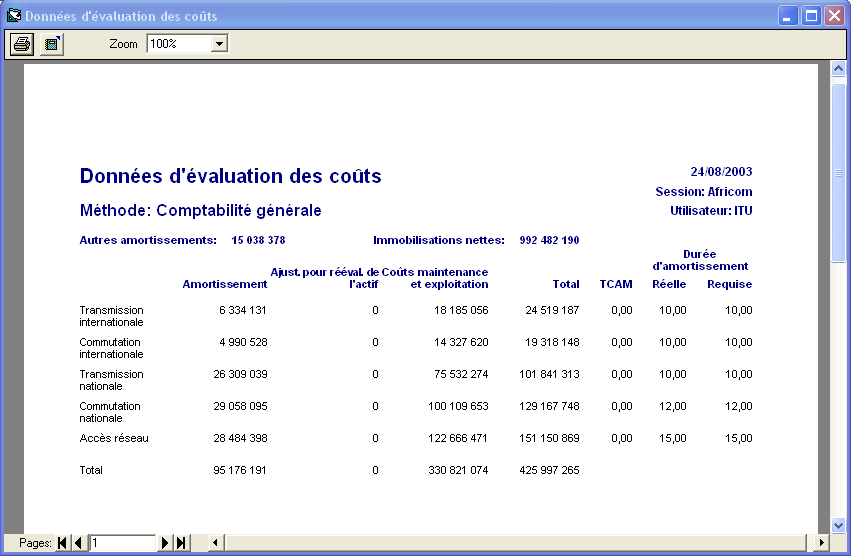 Données d'évaluation des coûts
Zoom 100%
Données d'évaluation des coûts 24/08/2003
Session: Africom
Méthode: Comptabilité générale Utilisateur: ITU
Autres amortissements: 15 038 378 Immobilisations nettes: 992 482 190
Durée
d'amortissement
Ajust. pour rééval. de Coûts maintenance
Amortissement l'actif et exploitation Total TCAM Réelle Requise
Transmission 6 334 131 0 18 185 056 24 519 187 0,00 10,00 10,00
internationale
Commutation 4 990 528 0 14 327 620 19 318 148 0,00 10,00 10,00
internationale
Transmission 26 309 039 0 75 532 274 101 841 313 0,00 10,00 10,00
nationale
Commutation 29 058 095 0 100 109 653 129 167 748 0,00 12,00 12,00
nationale
Accès réseau 28 484 398 0 122 666 471 151 150 869 0,00 15,00 15,00
Total 95 176 191 0 330 821 074 425 997 265
Pages: 1